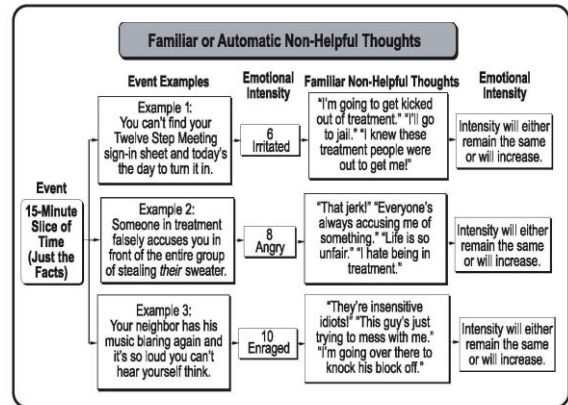 Familiar or Automatic Non-Helpful Thoughts
Event Examples
Emotional
Intensity
Familiar Non-Helpful Thoughts
Emotional
Intensity
Event
15-Minute
Slice of
Time
(Just the
Facts)
Example 1:
You can't find your
Twelve Step Meeting
sign-in sheet and today's
the day to turn it in.
6
Irritated
"I'm going to get kicked
out of treatment." "I'll go
to jail." "I knew these
treatment people were
out to get me!"
Intensity will either
remain the same
or will increase.
Example 2:
Someone in treatment
falsely accuses you in
front of the entire group
of stealing their sweater.
8
Angry
"That jerk!" "Everyone's
always accusing me of
something." "Life is so
unfair." "I hate being in
treatment."
Intensity will either
remain the same
or will increase.
Example 3:
Your neighbor has his
music blaring again and
it's so loud you can't
hear yourself think.
10
Enraged
"They're insensitive
idiots!" "This guy's just
trying to mess with me."
"I'm going over there to
knock his block off."
Intensity will either
remain the same
or will increase.